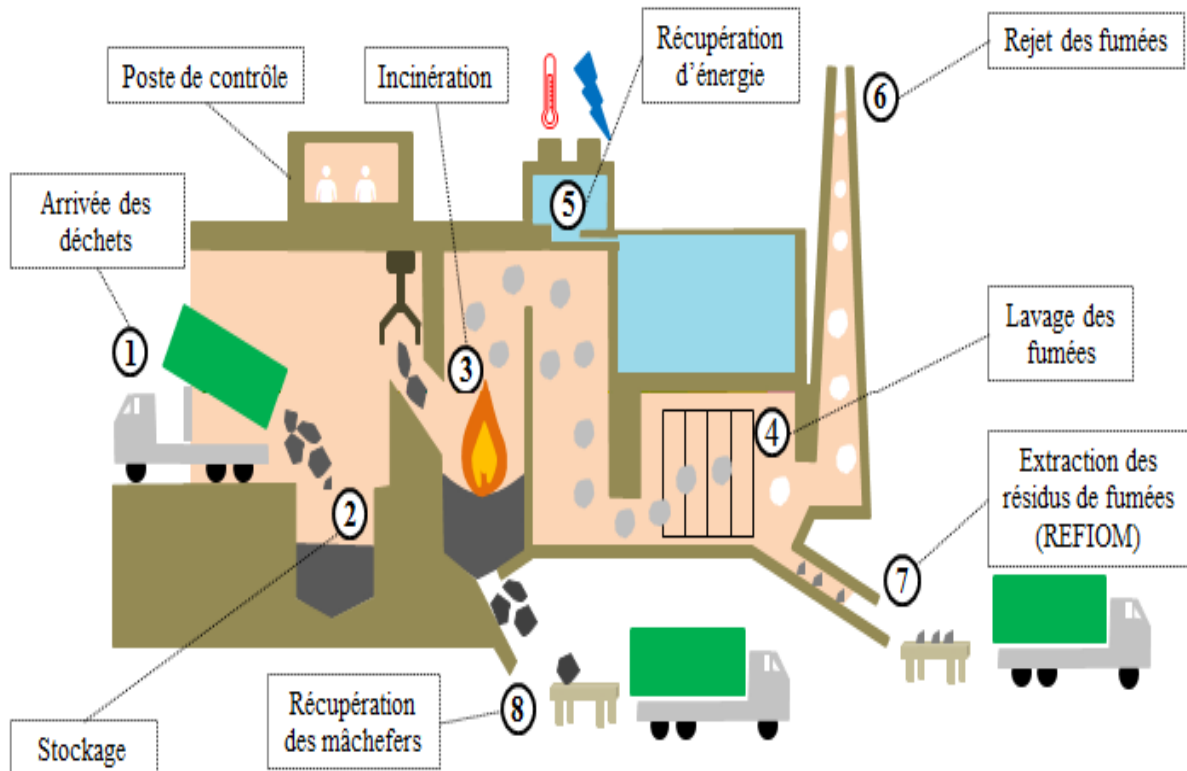 Récupération
d'énergie
Rejet des fumées
Poste de contrôle
Incinération
6
Arrivée des
déchets
5
Lavage des
fumées
1
3
4
Extraction des
résidus de fumées
(REFIOM)
2
7
Récupération
des mâchefers
8
Stockage